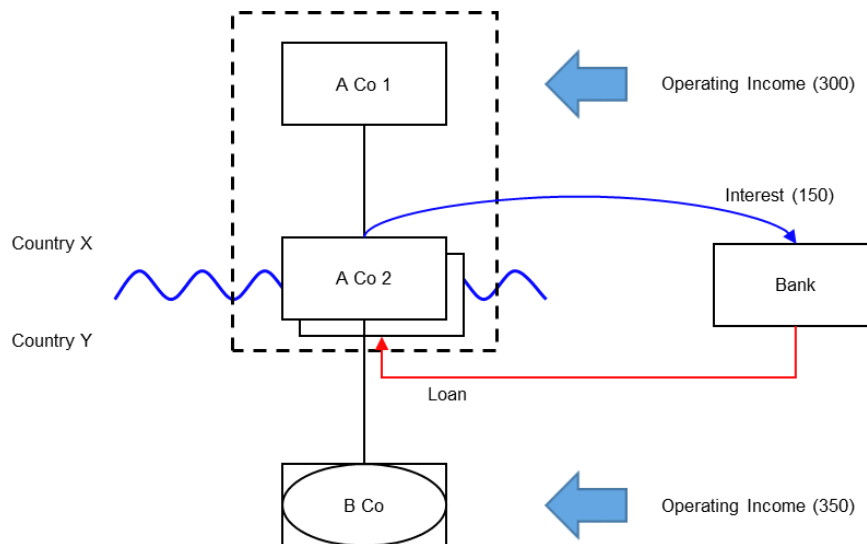 A Co 1
Operating Income (300)
Interest (150)
Country X
A Co 2
Bank
Country Y
Loan
B Co
Operating Income (350)